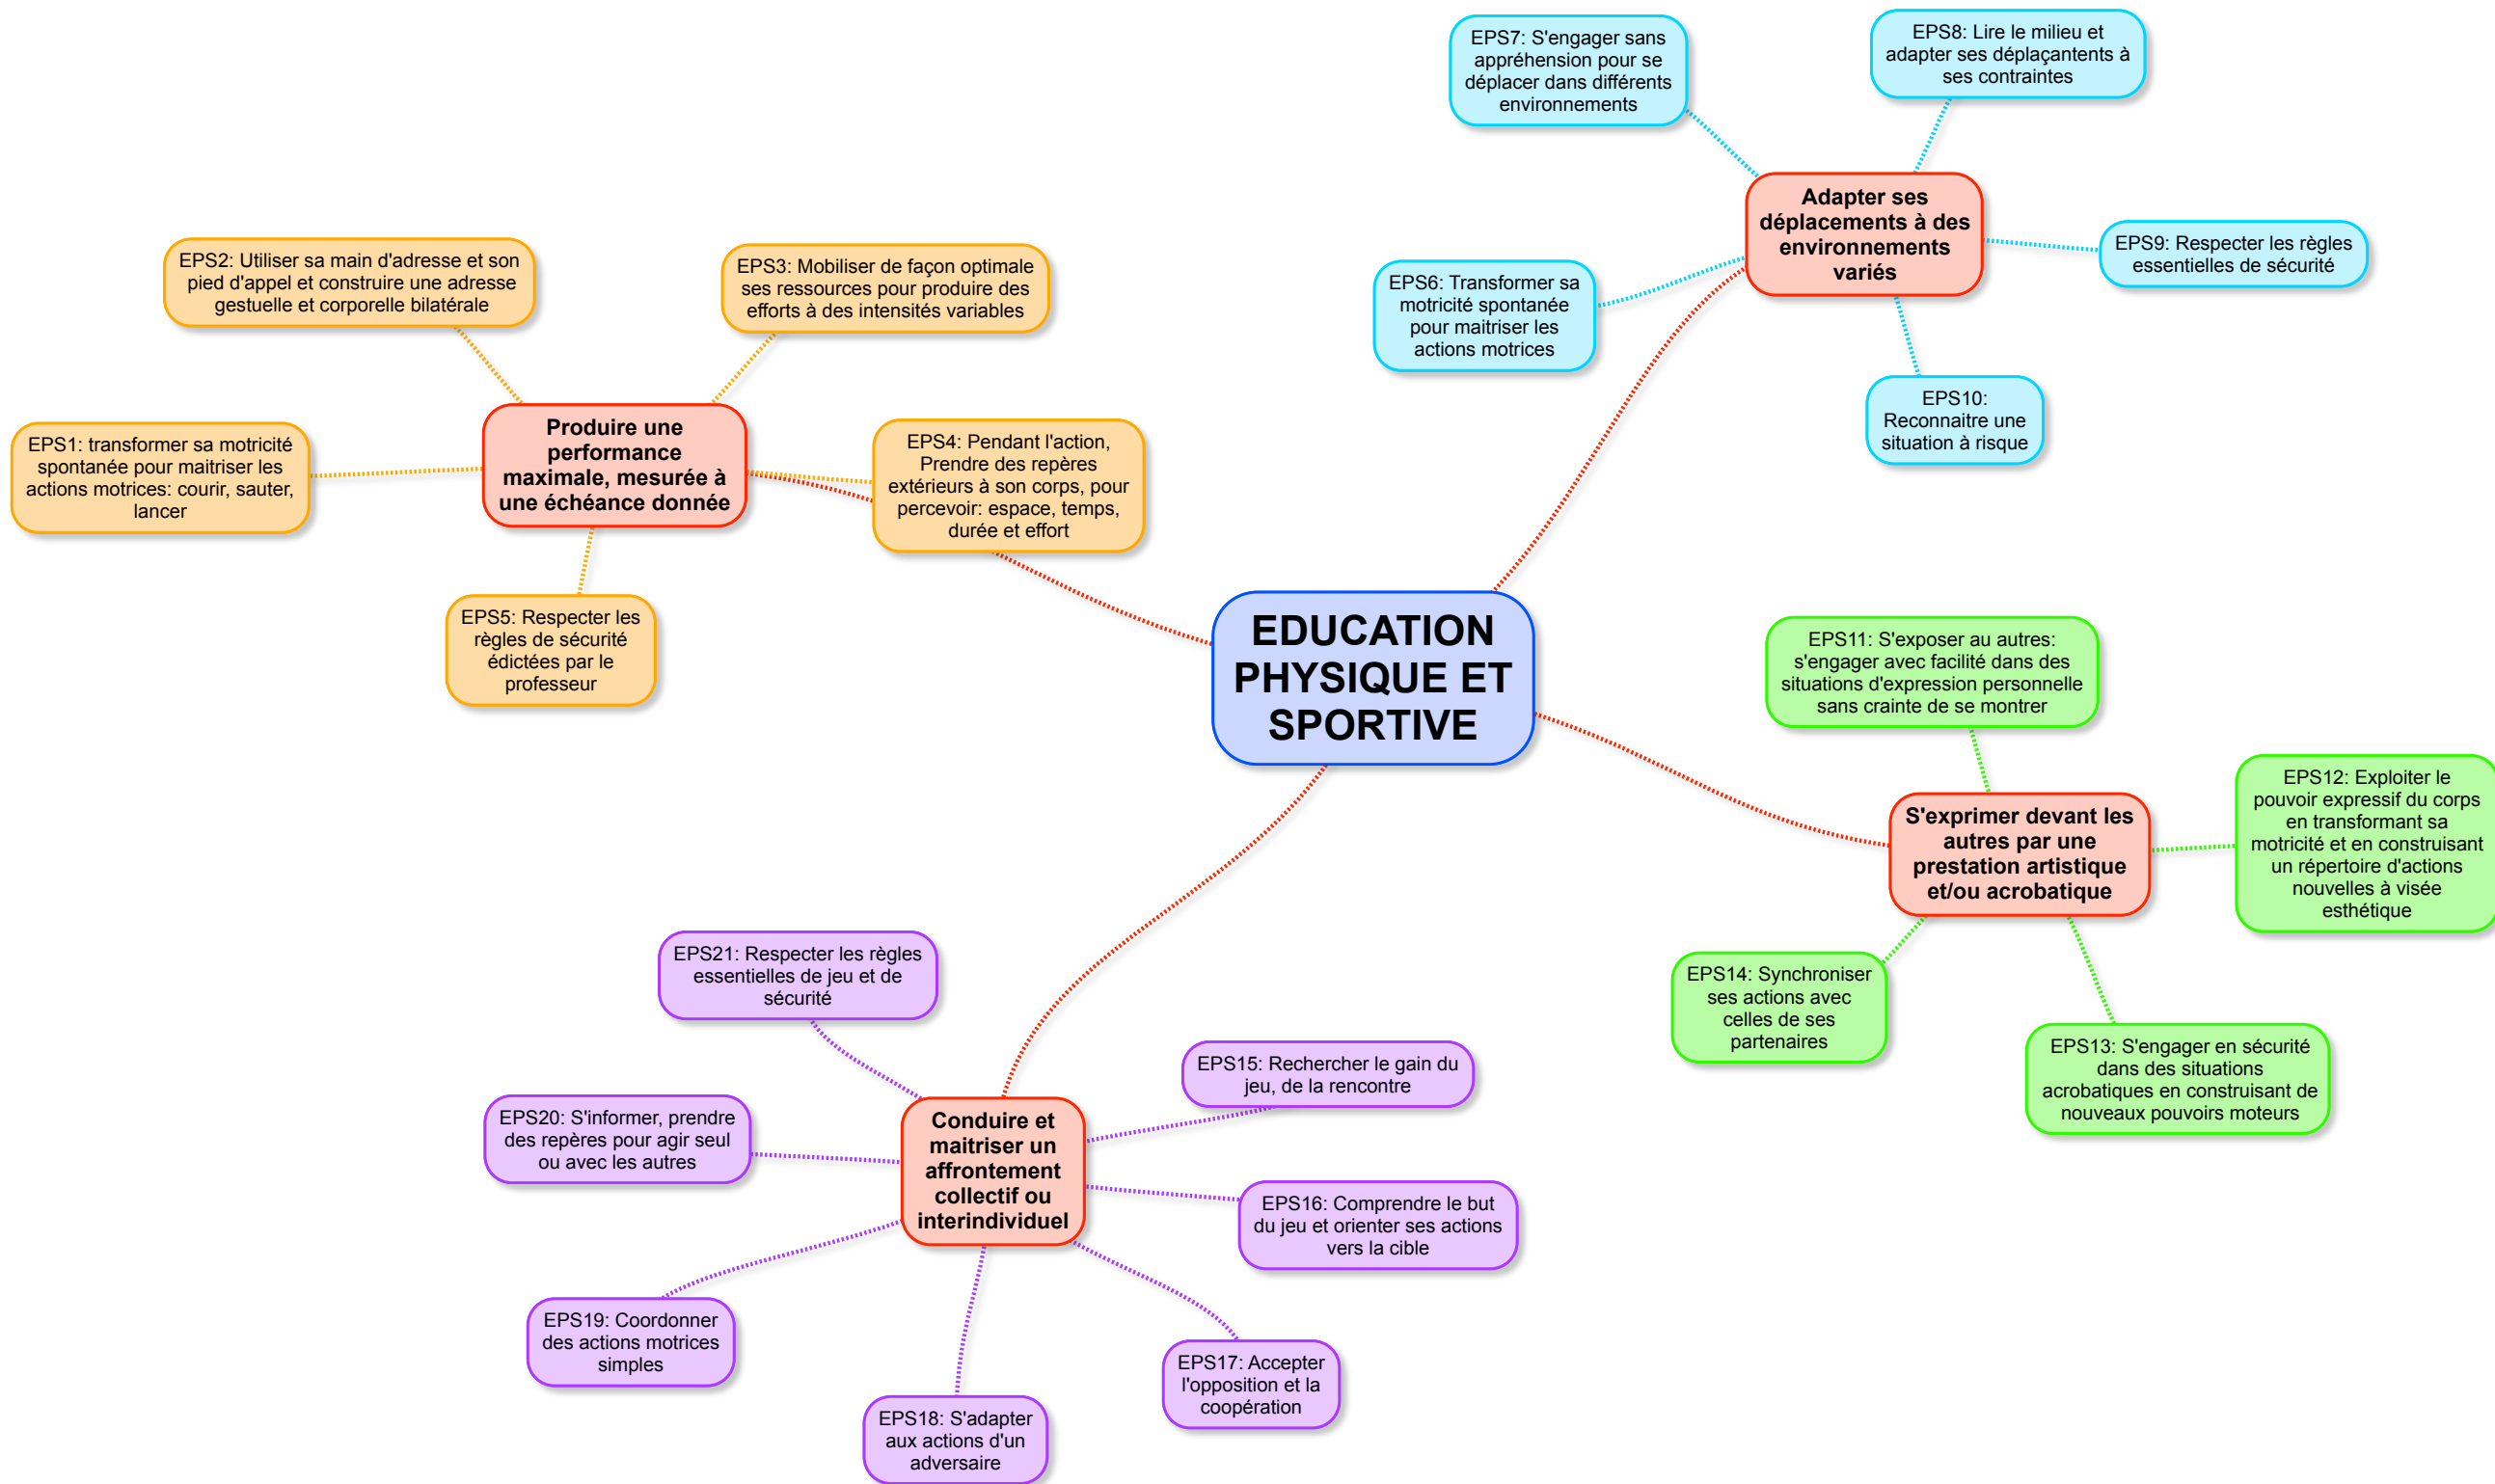 EDUCATION
PHYSIQUE ET
SPORTIVE
Produire une
performance
maximale, mesurée à
une échéance donnée
EPS1: transformer sa motricité
spontanée pour maitriser les
actions motrices: courir, sauter,
lancer
EPS2: Utiliser sa main d'adresse et son
pied d'appel et construire une adresse
gestuelle et corporelle bilatérale
EPS3: Mobiliser de façon optimale
ses ressources pour produire des
efforts à des intensités variables
EPS4: Pendant l'action,
Prendre des repères
extérieurs à son corps, pour
percevoir: espace, temps,
durée et effort
EPS5: Respecter les
règles de sécurité
édictées par le
professeur
Adapter ses
déplacements à des
environnements
variés
EPS6: Transformer sa
motricité spontanée
pour maitriser les
actions motrices
EPS7: S'engager sans
appréhension pour se
déplacer dans différents
environnements
EPS8: Lire le milieu et
adapter ses déplaçantents à
ses contraintes
EPS9: Respecter les règles
essentielles de sécurité
EPS10:
Reconnaitre une
situation à risque
S'exprimer devant les
autres par une
prestation artistique
et/ou acrobatique
EPS11: S'exposer au autres:
s'engager avec facilité dans des
situations d'expression personnelle
sans crainte de se montrer
EPS12: Exploiter le
pouvoir expressif du corps
en transformant sa
motricité et en construisant
un répertoire d'actions
nouvelles à visée
esthétique
EPS13: S'engager en sécurité
dans des situations
acrobatiques en construisant de
nouveaux pouvoirs moteurs
EPS14: Synchroniser
ses actions avec
celles de ses
partenaires
Conduire et
maitriser un
affrontement
collectif ou
interindividuel
EPS15: Rechercher le gain du
jeu, de la rencontre
EPS16: Comprendre le but
du jeu et orienter ses actions
vers la cible
EPS17: Accepter
l'opposition et la
coopération
EPS18: S'adapter
aux actions d'un
adversaire
EPS19: Coordonner
des actions motrices
simples
EPS20: S'informer, prendre
des repères pour agir seul
ou avec les autres
EPS21: Respecter les règles
essentielles de jeu et de
sécurité